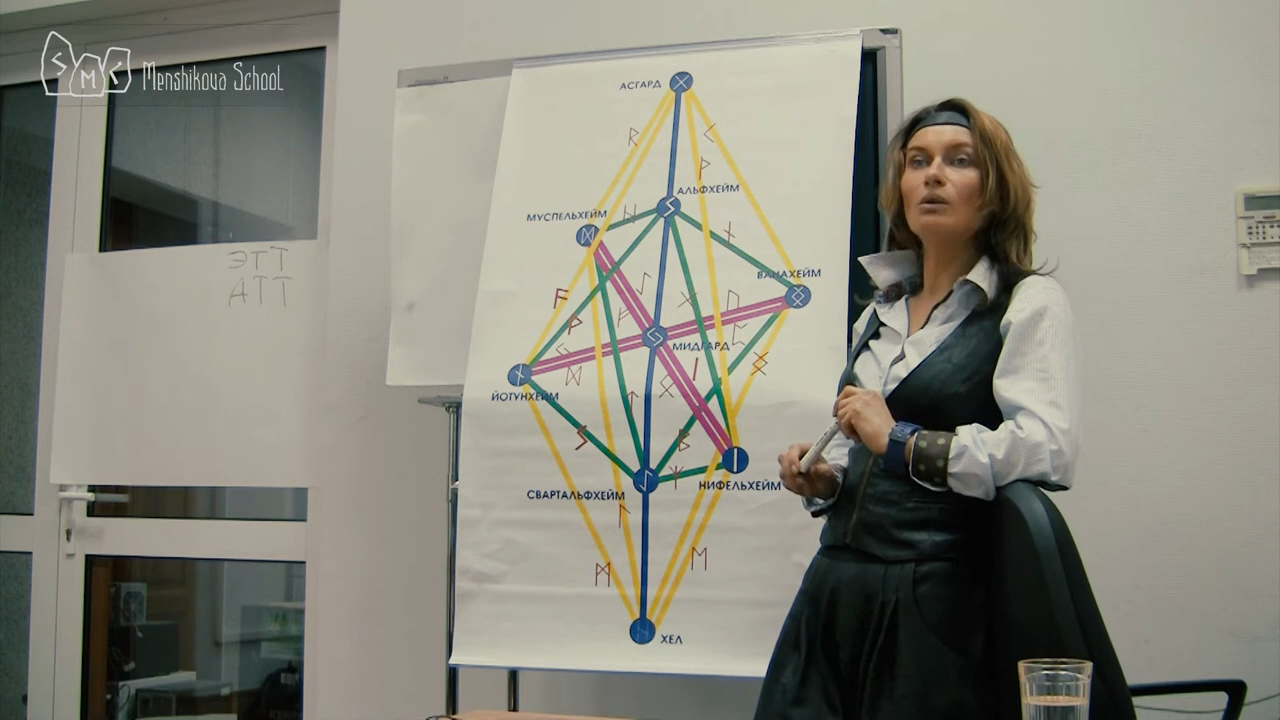 SMS Menshikova School
ЭТТ
АТТ
АСГАРД
АЛЬФХЕЙМ
МУСПЕЛЬХЕЙМ
ВАНАХЕЙМ
МИДГАРД
ЙОТУНХЕЙМ
СВАРТАЛЬФХЕЙМ
НИФЕЛЬХЕЙМ
ХЕЛ